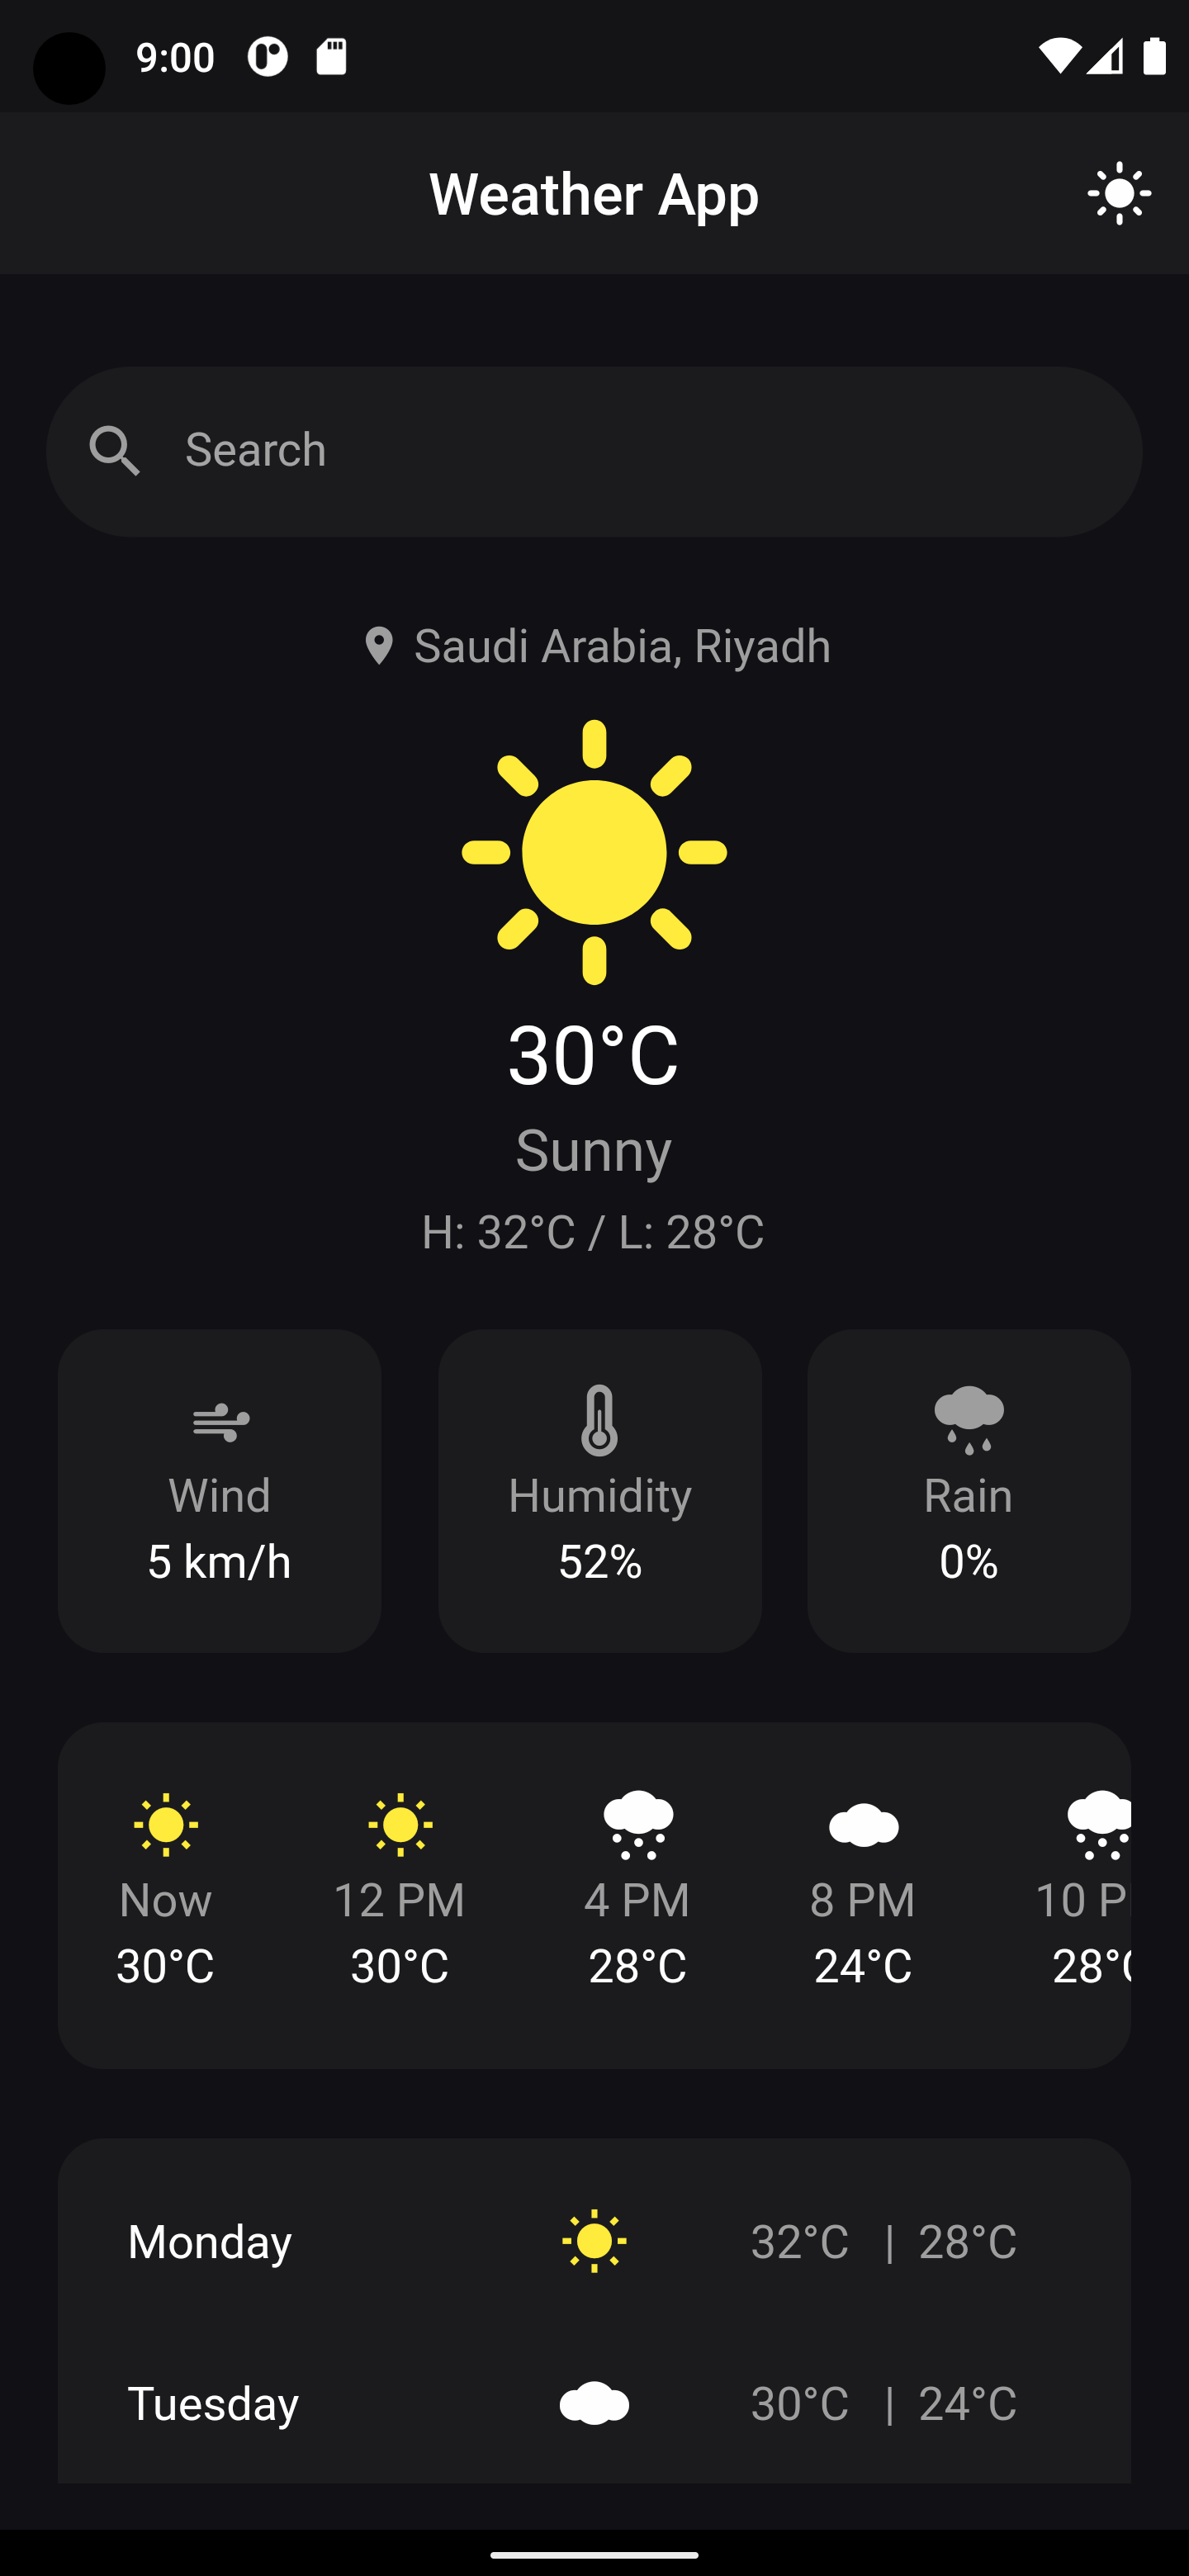 9:00
Weather App
Search
Saudi Arabia, Riyadh
30°C
Sunny
H: 32°C / L: 28°C
Wind Humidity Rain
5 km/h 52% 0%
Now 12 PM 4 PM 8 PM 10 P
30°C 30°C 28°C 24°C 28°C
Monday 32°C | 28°C
Tuesday 30°C | 24°C